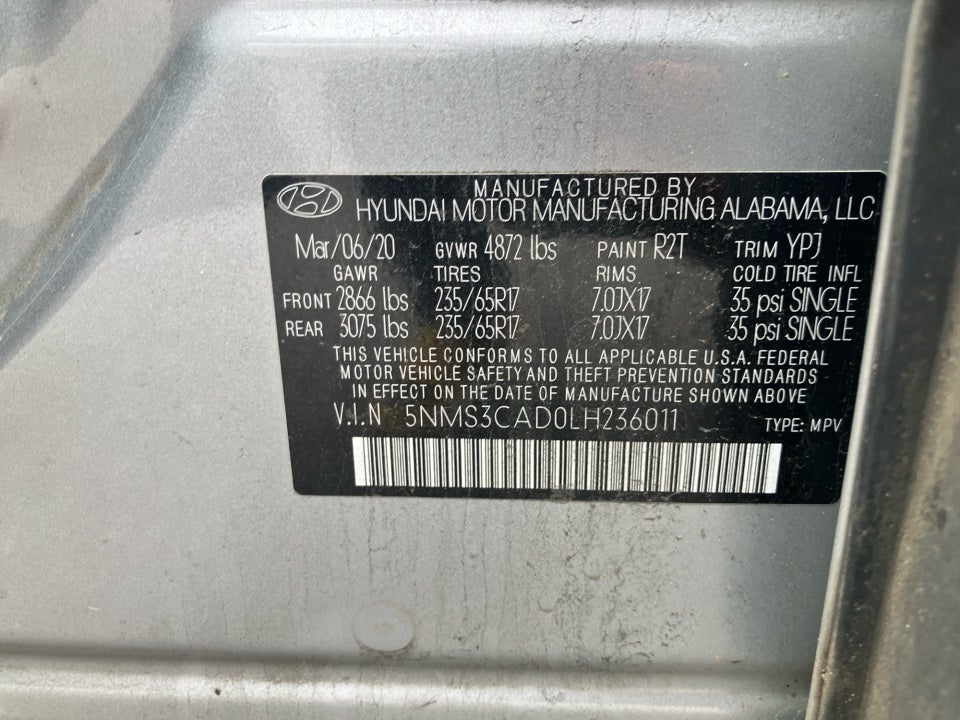 MANUFACTURED BY
HYUNDAI MOTOR MANUFACTURING ALABAMA, LLC
Mar/06/20 GVWR 4872 lbs PAINT R2T TRIM YPJ
GAWR TIRES RIMS COLD TIRE INFL
FRONT 2866 lbs 235/65R17 7.0JX17 35 psi SINGLE
REAR 3075 lbs 235/65R17 7.0JX17 35 psi SINGLE
THIS VEHICLE CONFORMS TO ALL APPLICABLE U.S.A. FEDERAL
MOTOR VEHICLE SAFETY AND THEFT PREVENTION STANDARDS
IN EFFECT ON THE DATE OF MANUFACTURE SHOWN ABOVE
V.I.N 5NMS3CAD0LH236011 TYPE: MPV